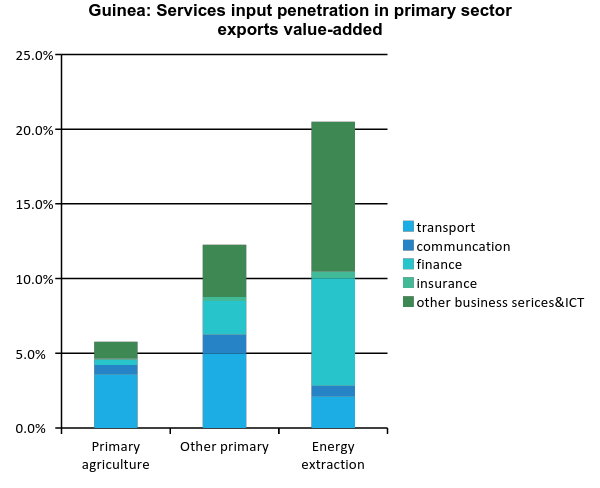 Guinea: Services input penetration in primary sector
exports value-added
25.0%
20.0%
15.0%
10.0%
5.0%
0.0%
Primary
agriculture
Other primary
Energy
extraction
transport
communcation
finance
insurance
other business serices&ICT